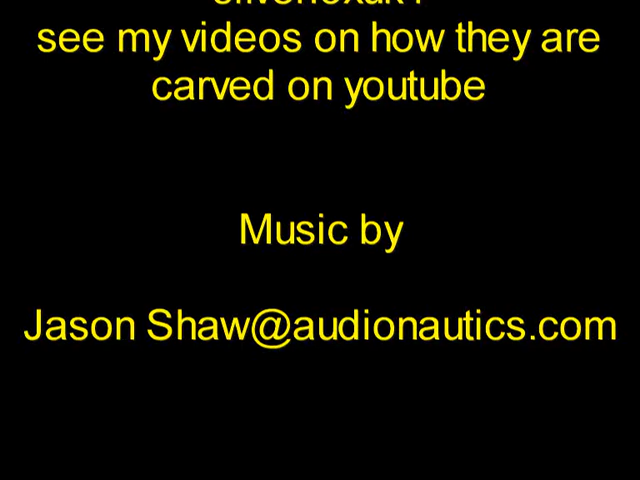 see my videos on how they are
carved on youtube
Music by
Jason Shaw@audionautics.com